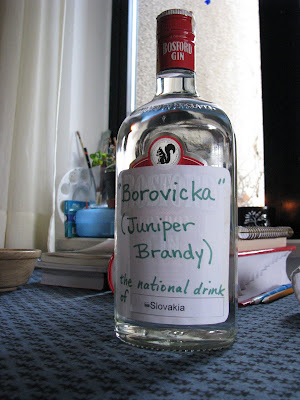 BOSFORD
GIN
"Borovicka"
(Juniper
Brandy)
the national drink
of Slovakia